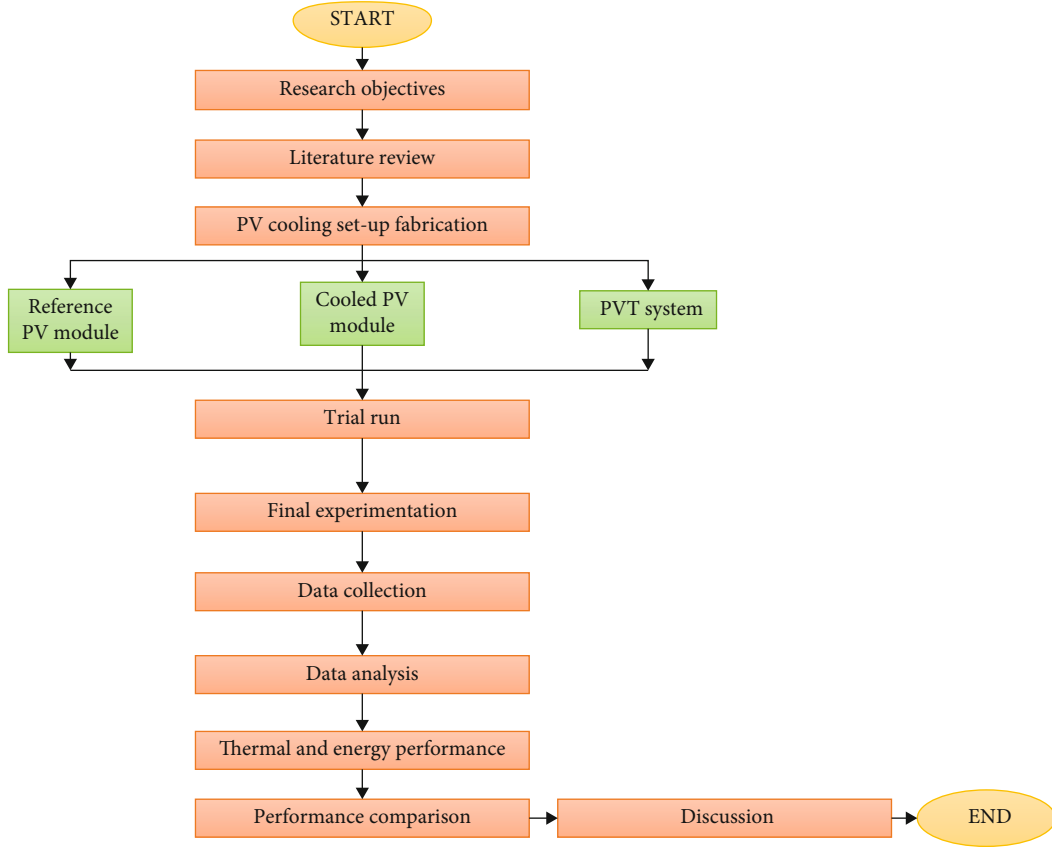 START
Research objectives
Literature review
PV cooling set-up fabrication
Reference
PV module
Cooled PV
module
PVT system
Trial run
Final experimentation
Data collection
Data analysis
Thermal and energy performance
Performance comparison
Discussion
END